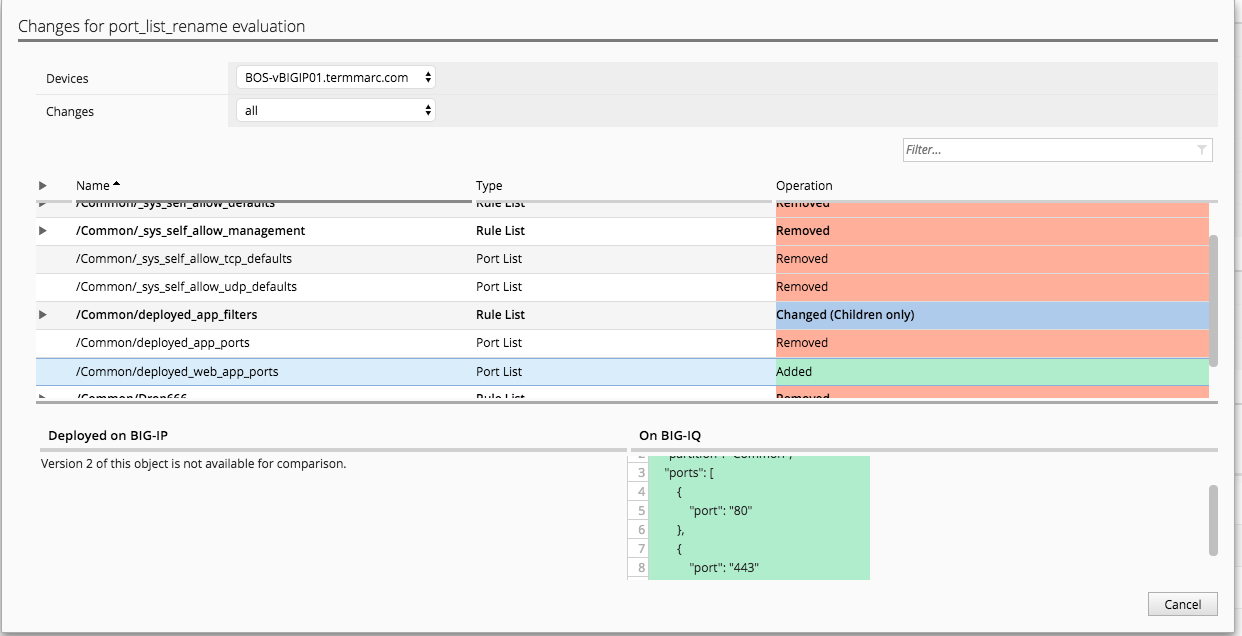 Changes for port_list_rename evaluation
Devices BOS-vBIGIP01.termmarc.com
Changes all
Filter...
Name Type Operation
/Common/_sys_self_allow_defaults Rule List Removed
/Common/_sys_self_allow_management Rule List Removed
/Common/_sys_self_allow_tcp_defaults Port List Removed
/Common/_sys_self_allow_udp_defaults Port List Removed
/Common/deployed_app_filters Rule List Changed (Children only)
/Common/deployed_app_ports Port List Removed
/Common/deployed_web_app_ports Port List Added
/Common/Drop666 Rule List Removed
Deployed on BIG-IP On BIG-IQ
Version 2 of this object is not available for comparison.
2 "partition": "Common",
3 "ports": [
4 {
5 "port": "80"
6 },
7 {
8 "port": "443"
Cancel